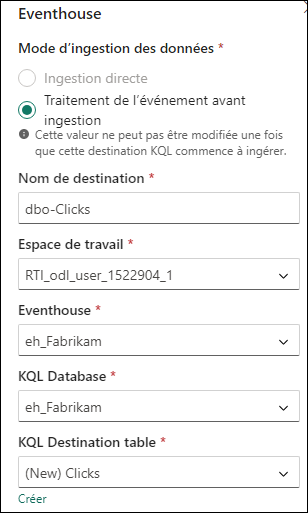 Eventhouse
Mode d'ingestion des données *
Ingestion directe
Traitement de l'événement avant
ingestion
Cette valeur ne peut pas être modifiée une fois
que cette destination KQL commence à ingérer.
Nom de destination *
dbo-Clicks
Espace de travail *
RTI_odl_user_1522904_1
Eventhouse *
eh_Fabrikam
KQL Database *
eh_Fabrikam
KQL Destination table *
(New) Clicks
Créer